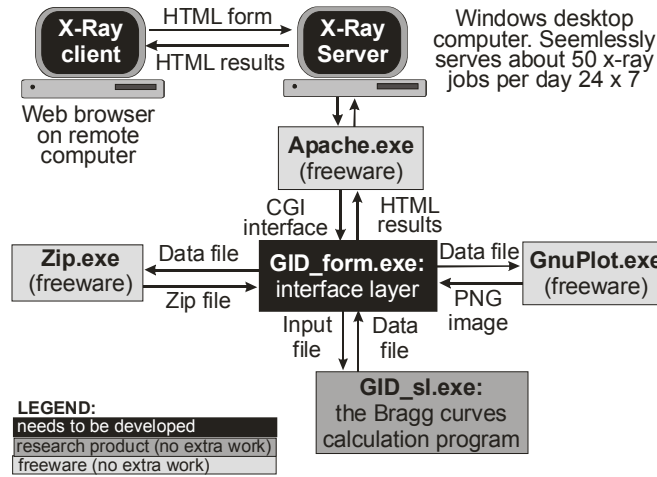 X-Ray
client
HTML form
HTML results
X-Ray
Server
Windows desktop
computer. Seemlessly
serves about 50 x-ray
jobs per day 24 x 7
Web browser
on remote
computer
Apache.exe
(freeware)
CGI
interface
HTML
results
Zip.exe
(freeware)
Data file
Zip file
GID_form.exe:
interface layer
Data file
PNG
image
GnuPlot.exe
(freeware)
Input
file
Data
file
GID_sl.exe:
the Bragg curves
calculation program
LEGEND:
needs to be developed
research product (no extra work)
freeware (no extra work)